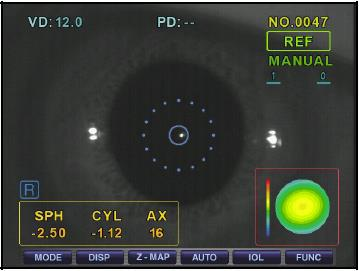 VD: 12.0 PD: -- NO.0047
REF
MANUAL
1 0
R
SPH CYL AX
-2.50 -1.12 16
MODE DISP Z-MAP AUTO IOL FUNC